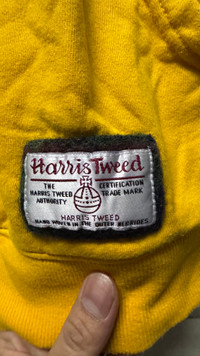 Harris Tweed
THE CERTIFICATION
HARRIS TWEED TRADE MARK
AUTHORITY
HARRIS TWEED
HAND WOVEN IN THE OUTER HEBRIDES